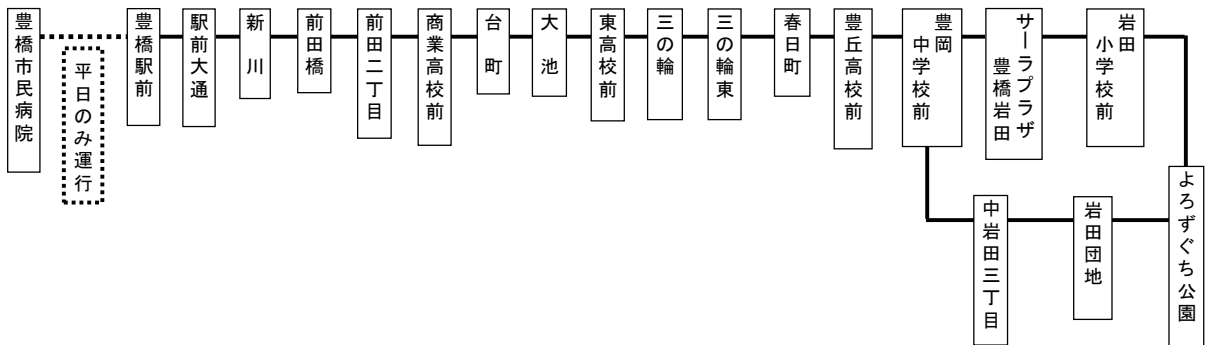 豊橋市民病院
平日のみ運行
豊橋駅前
駅前大通
新川
前田橋
前田二丁目
商業高校前
台町
大池
東高校前
三の輪
三の輪東
春日町
豊丘高校前
豊岡
中学校前
サーラプラザ
豊橋岩田
岩田
小学校前
よろずぐち公園
岩田団地
中岩田三丁目